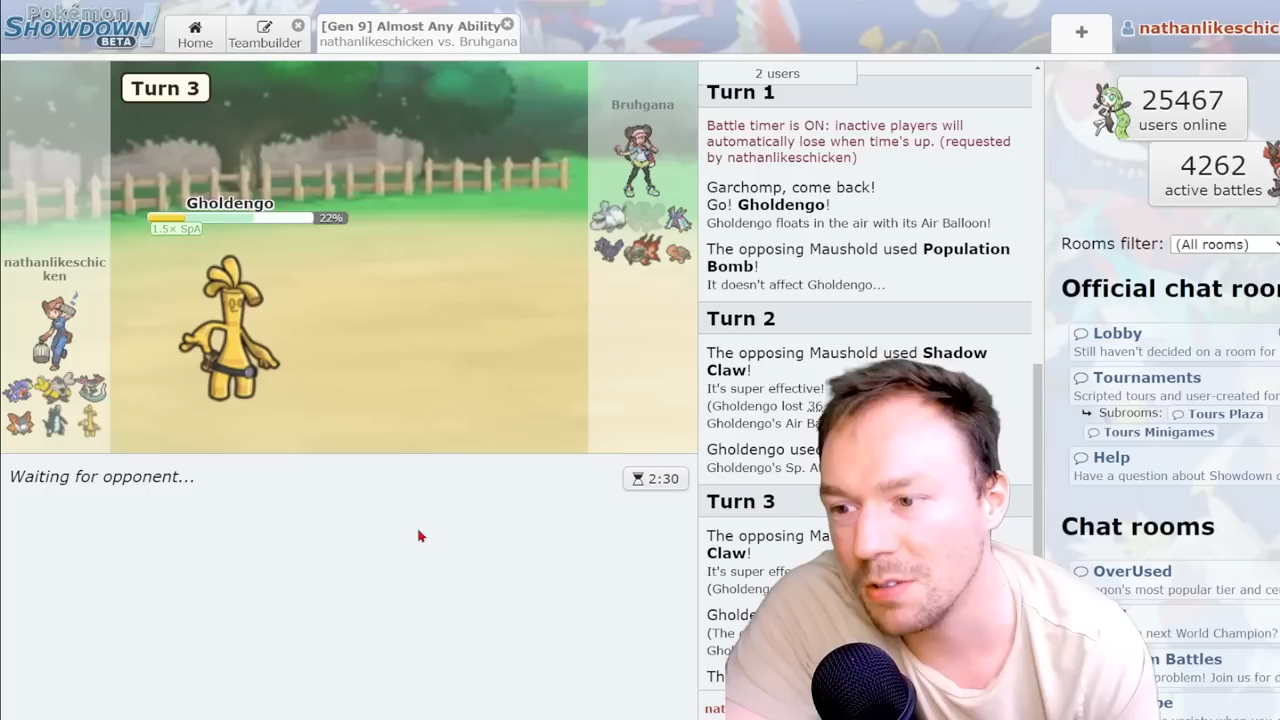 Pokémon
SHOWDOWN!
BETA
Home
Teambuilder
[Gen 9] Almost Any Ability
nathanlikeschicken vs. Bruhgana
+
nathanlikeschic
Turn 3
Gholdengo
22%
1.5× SpA
nathanlikeschic
ken
Bruhgana
Waiting for opponent...
2:30
2 users
Turn 1
Battle timer is ON: inactive players will
automatically lose when time's up. (requested
by nathanlikeschicken)
Garchomp, come back!
Go! Gholdengo!
Gholdengo floats in the air with its Air Balloon!
The opposing Maushold used Population
Bomb!
It doesn't affect Gholdengo...
Turn 2
The opposing Maushold used Shadow
Claw!
It's super effective!
(Gholdengo lost 36
Gholdengo's Air Ba
Gholdengo used
Gholdengo's Sp. A
Turn 3
The opposing Ma
Claw!
It's super effe
(Gholdeng
Gholde
(The
Gho
Th
nat
25467
users online
4262
active battles
Rooms filter: (All rooms)
Official chat roo
Lobby
Still haven't decided on a room for
Tournaments
Scripted tours and user-created fo
Subrooms: Tours Plaza
Tours Minigames
Help
Have a question about Showdown o
Chat rooms
OverUsed
gon's most popular tier and ce
next World Champion?
n Battles
problem! Join us for d